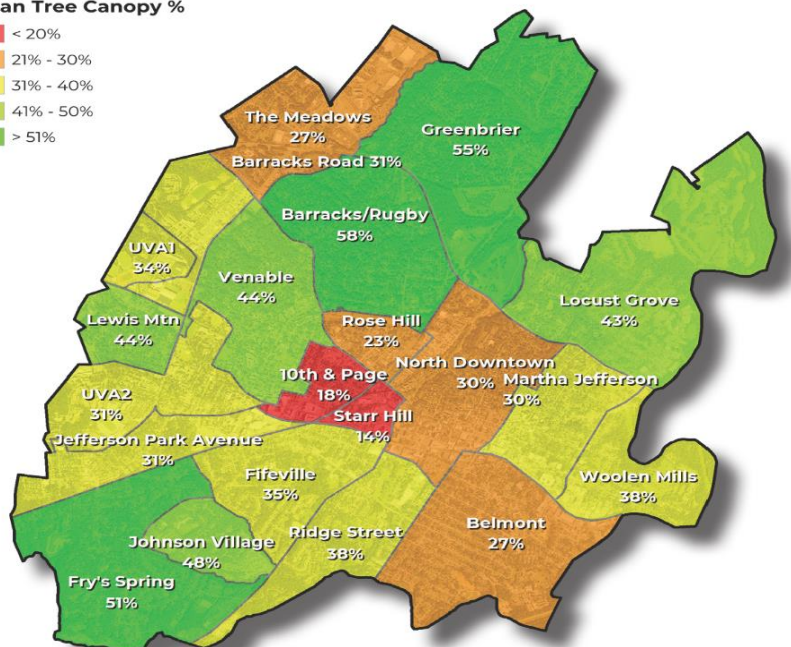 an Tree Canopy %
< 20%
21% - 30%
31% - 40%
41% - 50%
> 51%
The Meadows
27%
Barracks Road 31%
Greenbrier
55%
Barracks/Rugby
58%
UVA1
34%
Venable
44%
Lewis Mtn
44%
Locust Grove
43%
Rose Hill
23%
North Downtown
30%
Martha Jefferson
30%
10th & Page
18%
Starr Hill
14%
UVA2
31%
Jefferson Park Avenue
31%
Fifeville
35%
Woolen Mills
38%
Ridge Street
38%
Belmont
27%
Johnson Village
48%
Fry's Spring
51%